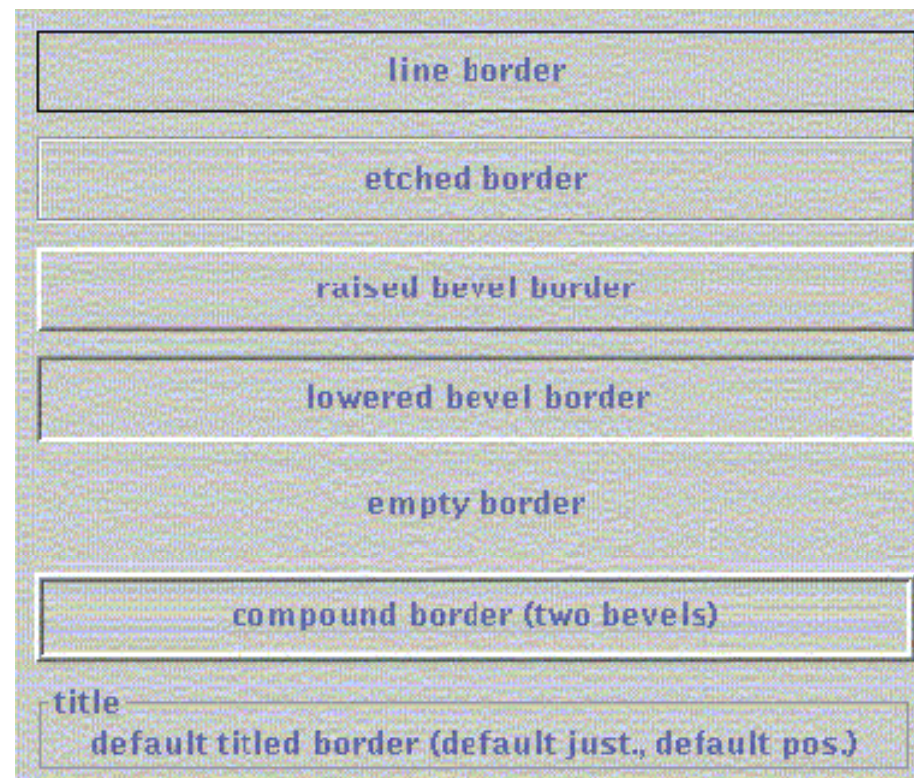 line border
etched border
raised bevel border
lowered bevel border
empty border
compound border (two bevels)
title
default titled border (default just., default pos.)